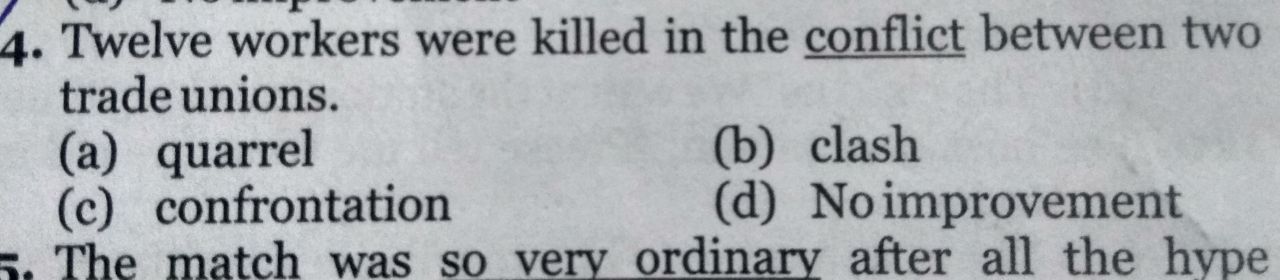 4. Twelve workers were killed in the conflict between two
trade unions.
(a) quarrel (b) clash
(c) confrontation (d) No improvement
5. The match was so very ordinary after all the hype